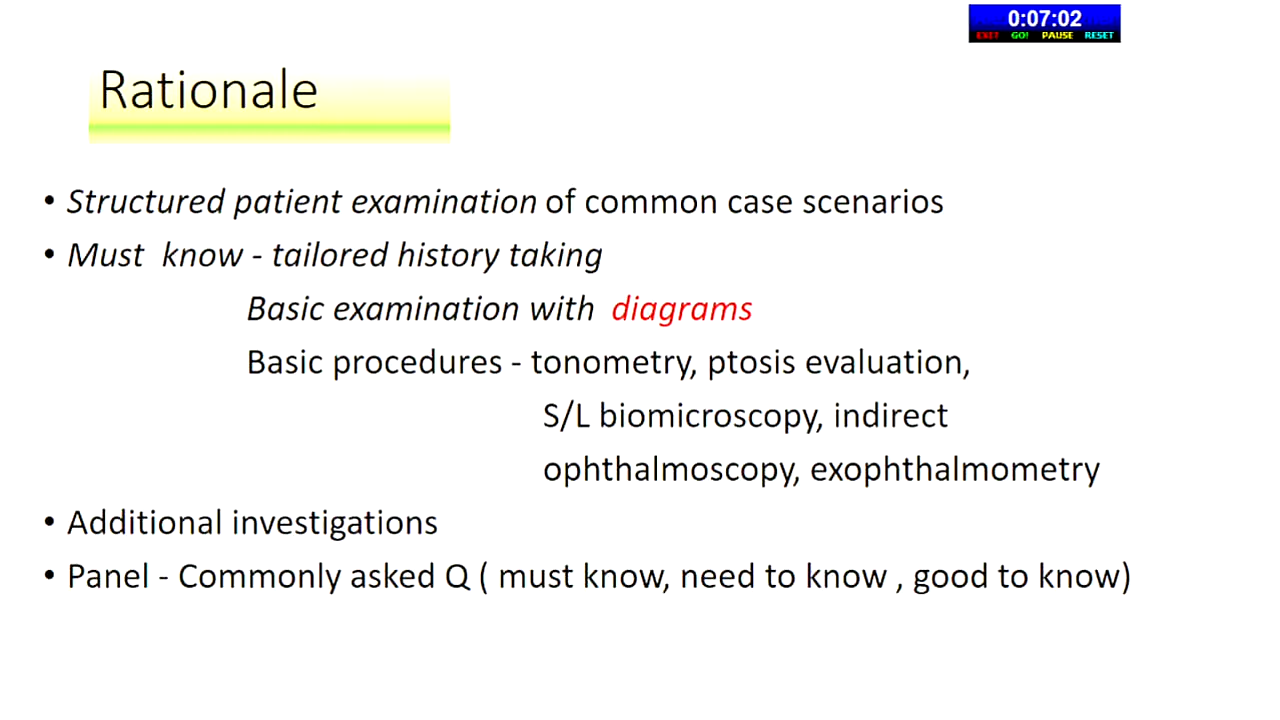 0:07:02
EXIT GO! PAUSE RESET
Rationale
• Structured patient examination of common case scenarios
• Must know - tailored history taking
Basic examination with diagrams
Basic procedures - tonometry, ptosis evaluation,
S/L biomicroscopy, indirect
ophthalmoscopy, exophthalmometry
• Additional investigations
• Panel - Commonly asked Q ( must know, need to know , good to know)